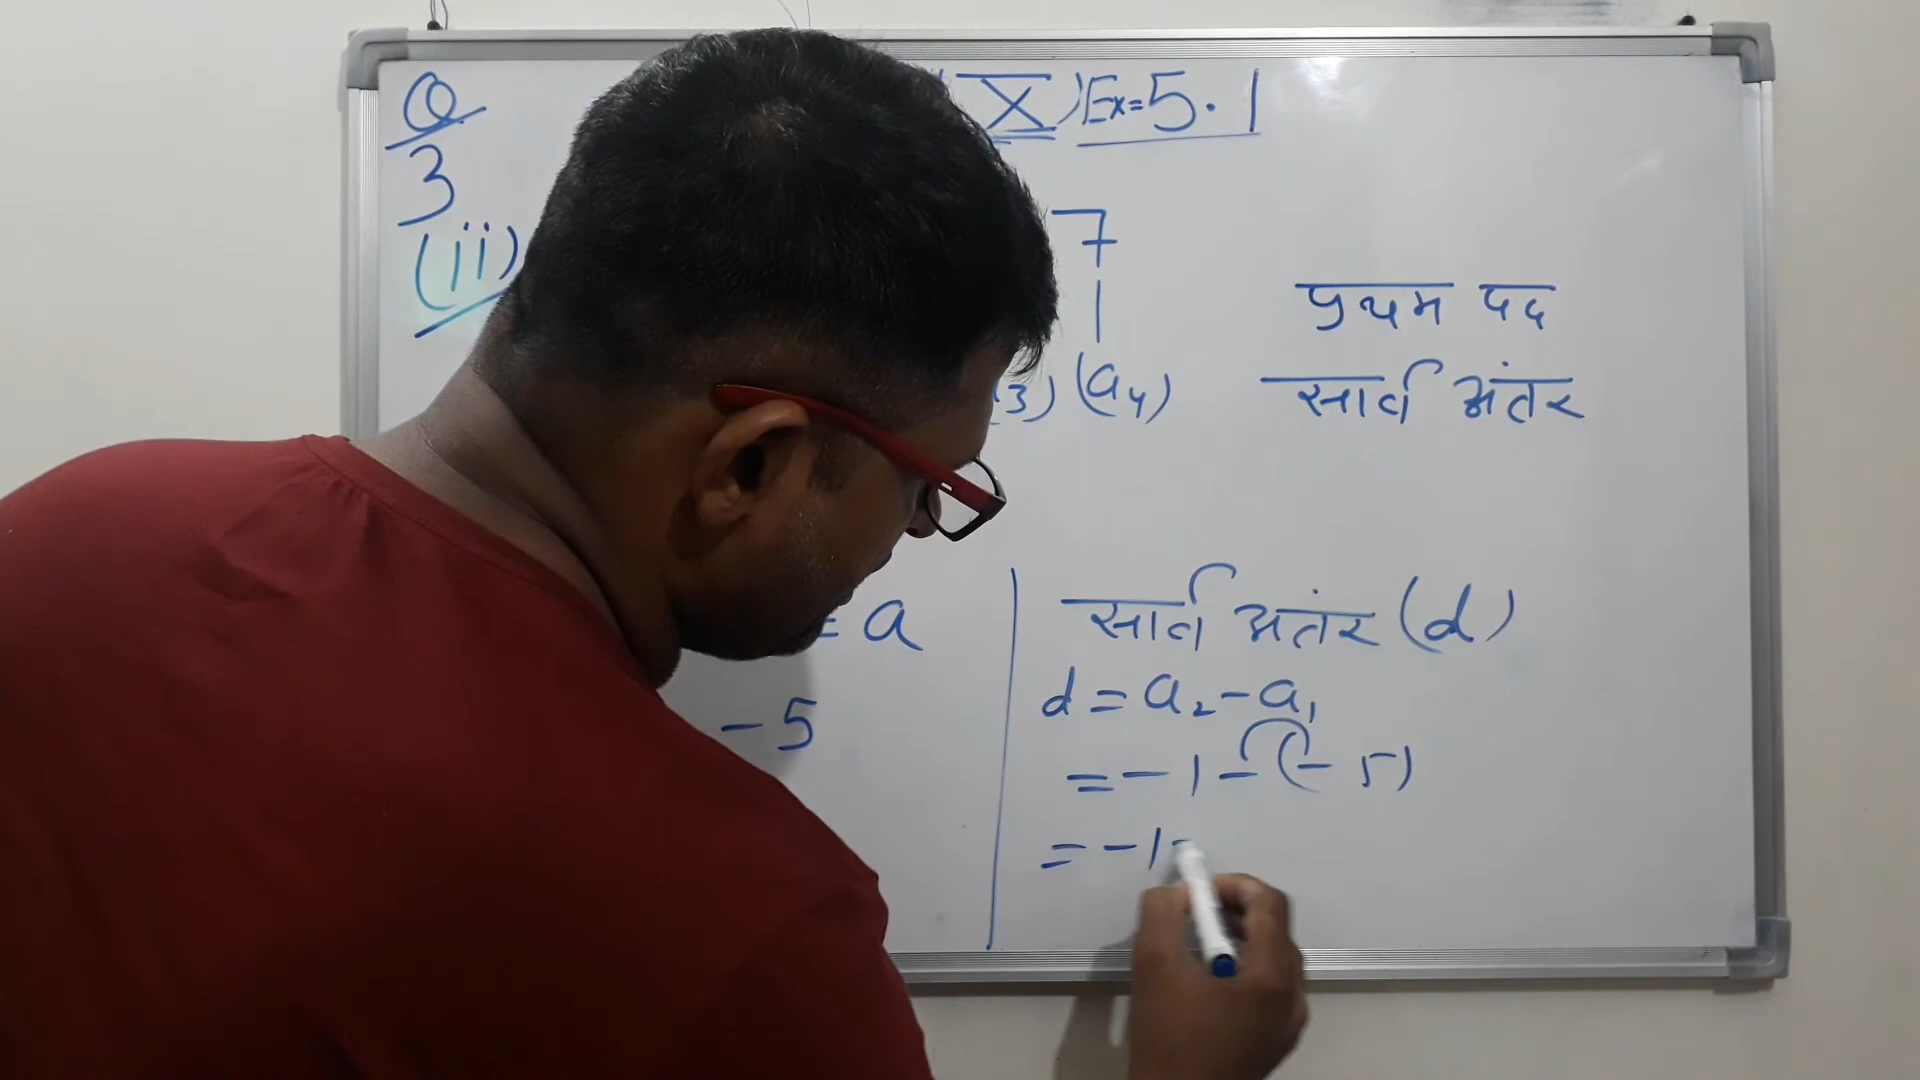 Q X) Ex=5.1
3
(ii) 7
प्रथम पद
3) (a4) सार्व अंतर
= a
- 5
सार्व अंतर (d)
d = a2 - a1
= - 1 - (- 5)
= - 1